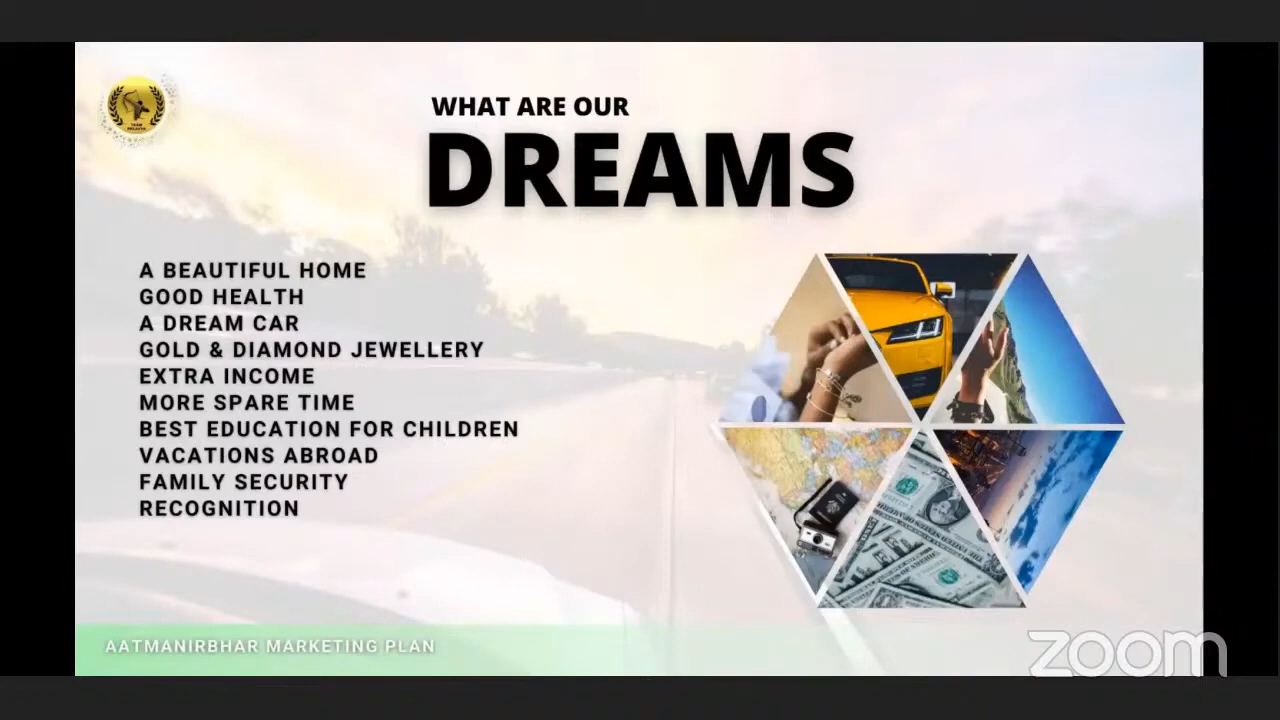 WHAT ARE OUR
DREAMS
A BEAUTIFUL HOME
GOOD HEALTH
A DREAM CAR
GOLD & DIAMOND JEWELLERY
EXTRA INCOME
MORE SPARE TIME
BEST EDUCATION FOR CHILDREN
VACATIONS ABROAD
FAMILY SECURITY
RECOGNITION
AATMANIRBHAR MARKETING PLAN
zoom